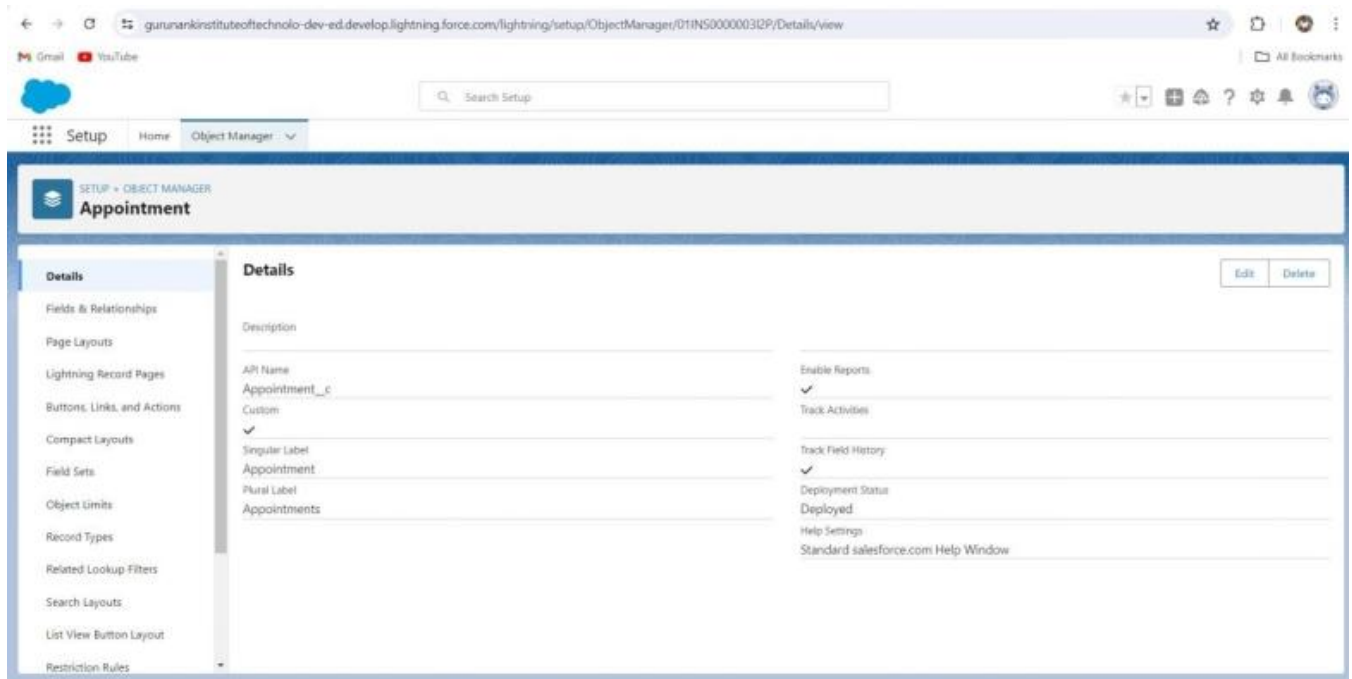 gurunankinstituteoftechnolo-dev-ed.develop.lightning.force.com/lightning/setup/ObjectManager/01INS0000003I2P/Details/view
Gmail YouTube All Bookmarks
Search Setup
Setup Home Object Manager
SETUP > OBJECT MANAGER
Appointment
Details
Fields & Relationships
Page Layouts
Lightning Record Pages
Buttons, Links, and Actions
Compact Layouts
Field Sets
Object Limits
Record Types
Related Lookup Filters
Search Layouts
List View Button Layout
Restriction Rules
Details
Edit Delete
Description
API Name
Appointment__c
Custom
Singular Label
Appointment
Plural Label
Appointments
Enable Reports
Track Activities
Track Field History
Deployment Status
Deployed
Help Settings
Standard salesforce.com Help Window